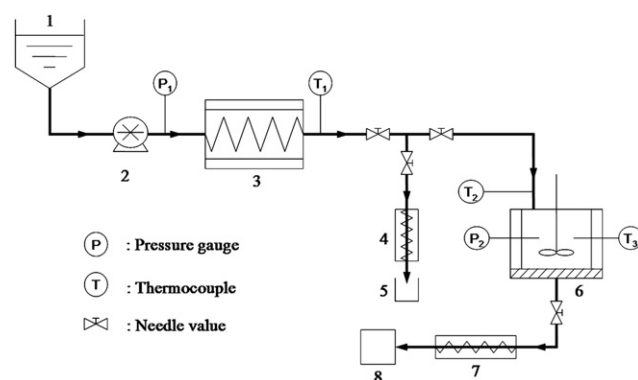 1
P1
T1
2
3
T2
4
P2
T3
5
6
P : Pressure gauge
T : Thermocouple
: Needle value
8
7